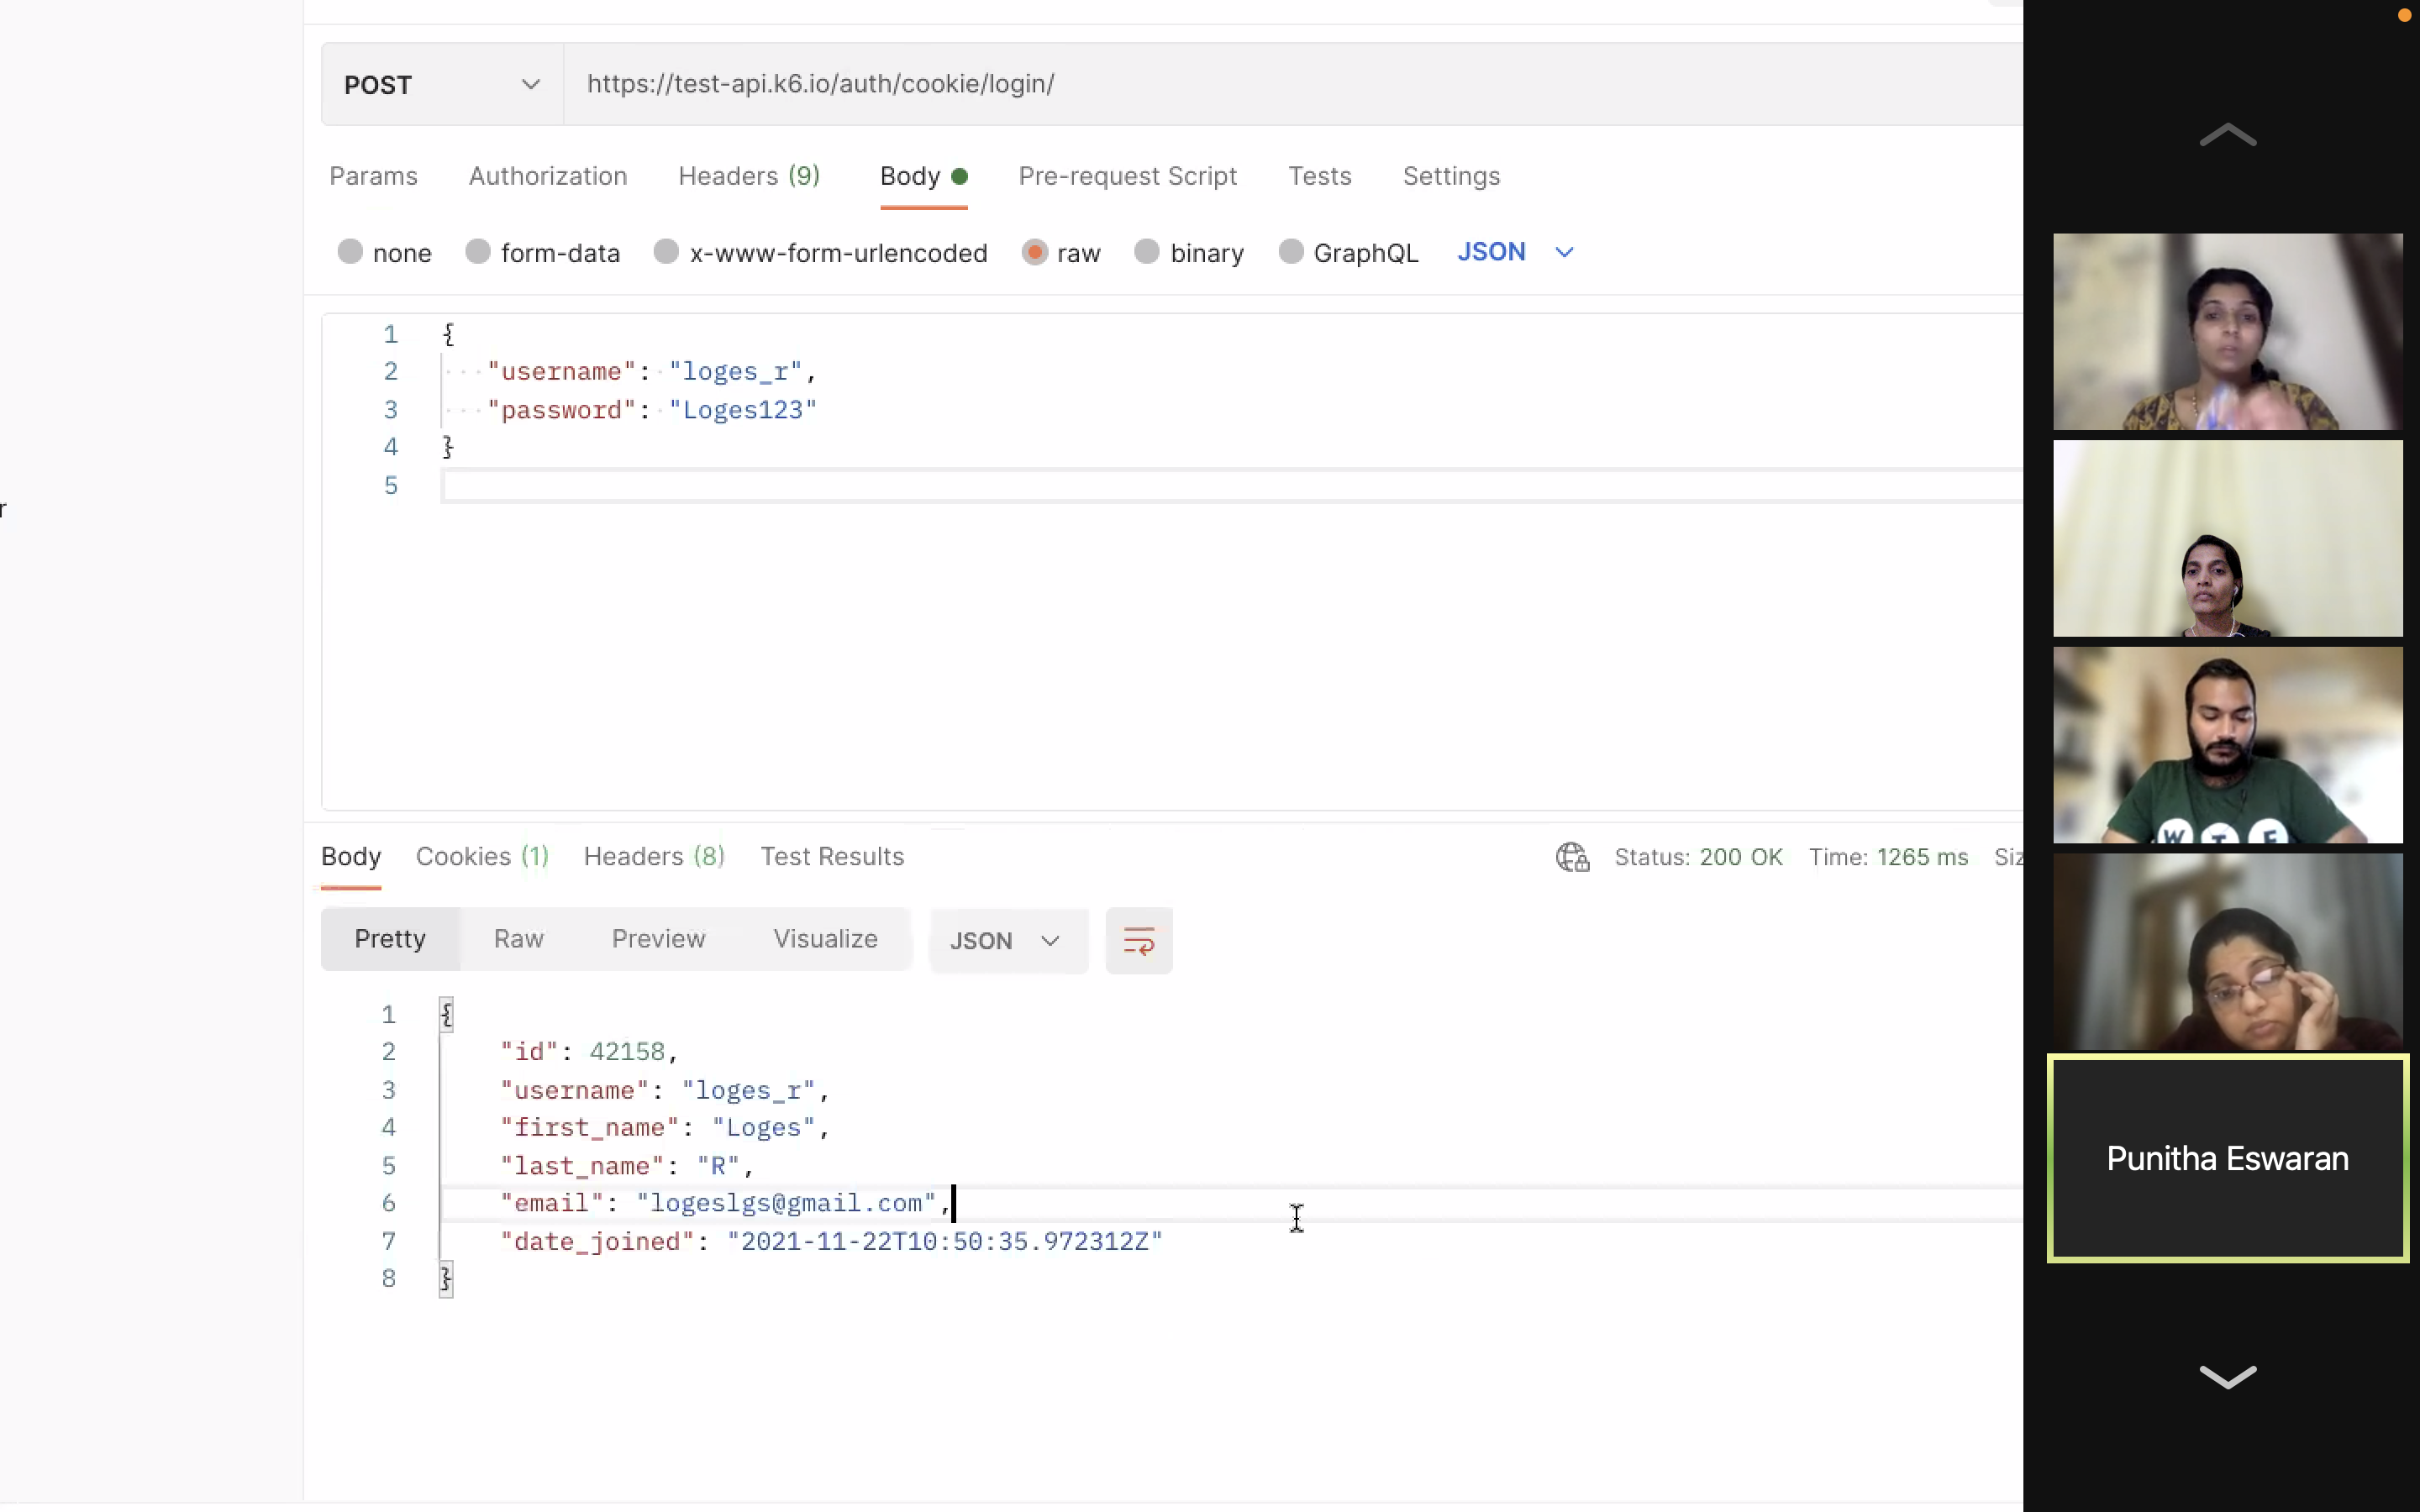 POST
https://test-api.k6.io/auth/cookie/login/
Params Authorization Headers (9) Body Pre-request Script Tests Settings
none form-data x-www-form-urlencoded raw binary GraphQL JSON
1 {
2 "username": "loges_r",
3 "password": "Loges123"
4 }
5
r
Body Cookies (1) Headers (8) Test Results Status: 200 OK Time: 1265 ms Siz
Pretty Raw Preview Visualize JSON
1 {
2 "id": 42158,
3 "username": "loges_r",
4 "first_name": "Loges",
5 "last_name": "R",
6 "email": "logeslgs@gmail.com",
7 "date_joined": "2021-11-22T10:50:35.972312Z"
8 }
W T F
Punitha Eswaran